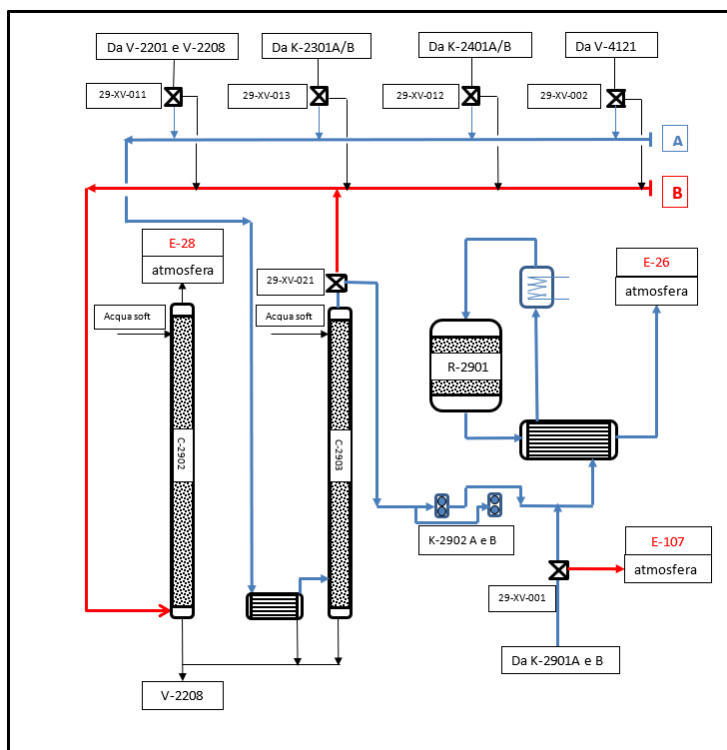 Da V-2201 e V-2208
Da K-2301A/B
Da K-2401A/B
Da V-4121
29-XV-011
29-XV-013
29-XV-012
29-XV-002
A
B
E-28
atmosfera
29-XV-021
E-26
atmosfera
Acqua soft
Acqua soft
R-2901
C-2902
C-2903
K-2902 A e B
E-107
atmosfera
29-XV-001
Da K-2901A e B
V-2208